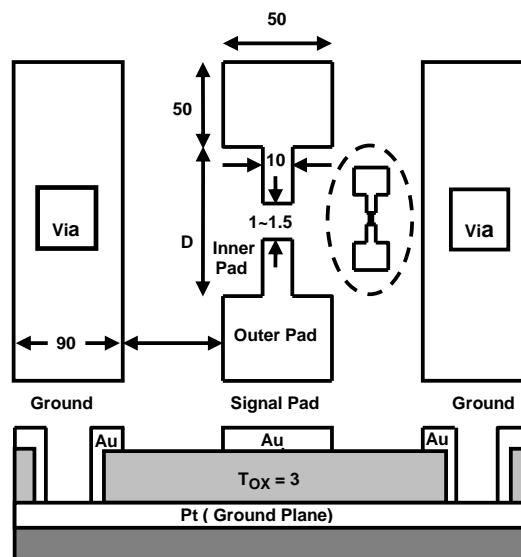 50
50
10
Via
1~1.5
Via
D
Inner
Pad
Outer Pad
90
Ground
Signal Pad
Ground
Au
Au
Au
TOX = 3
Pt ( Ground Plane)